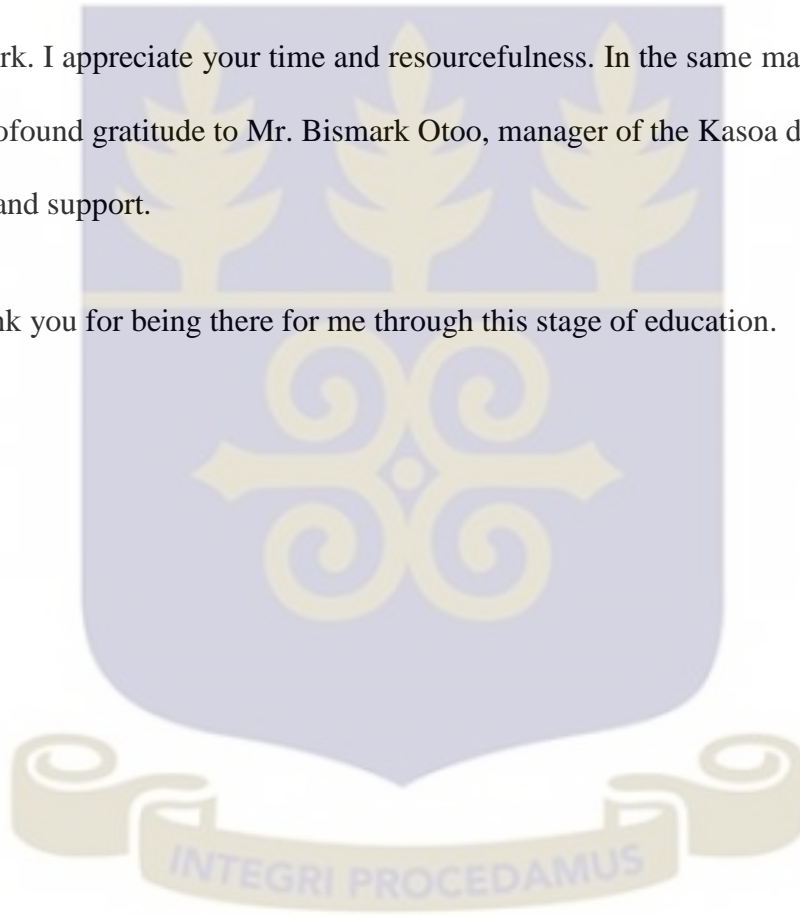 rk. I appreciate your time and resourcefulness. In the same ma
ofound gratitude to Mr. Bismark Otoo, manager of the Kasoa d
and support.
nk you for being there for me through this stage of education.
INTEGRI PROCEDAMUS